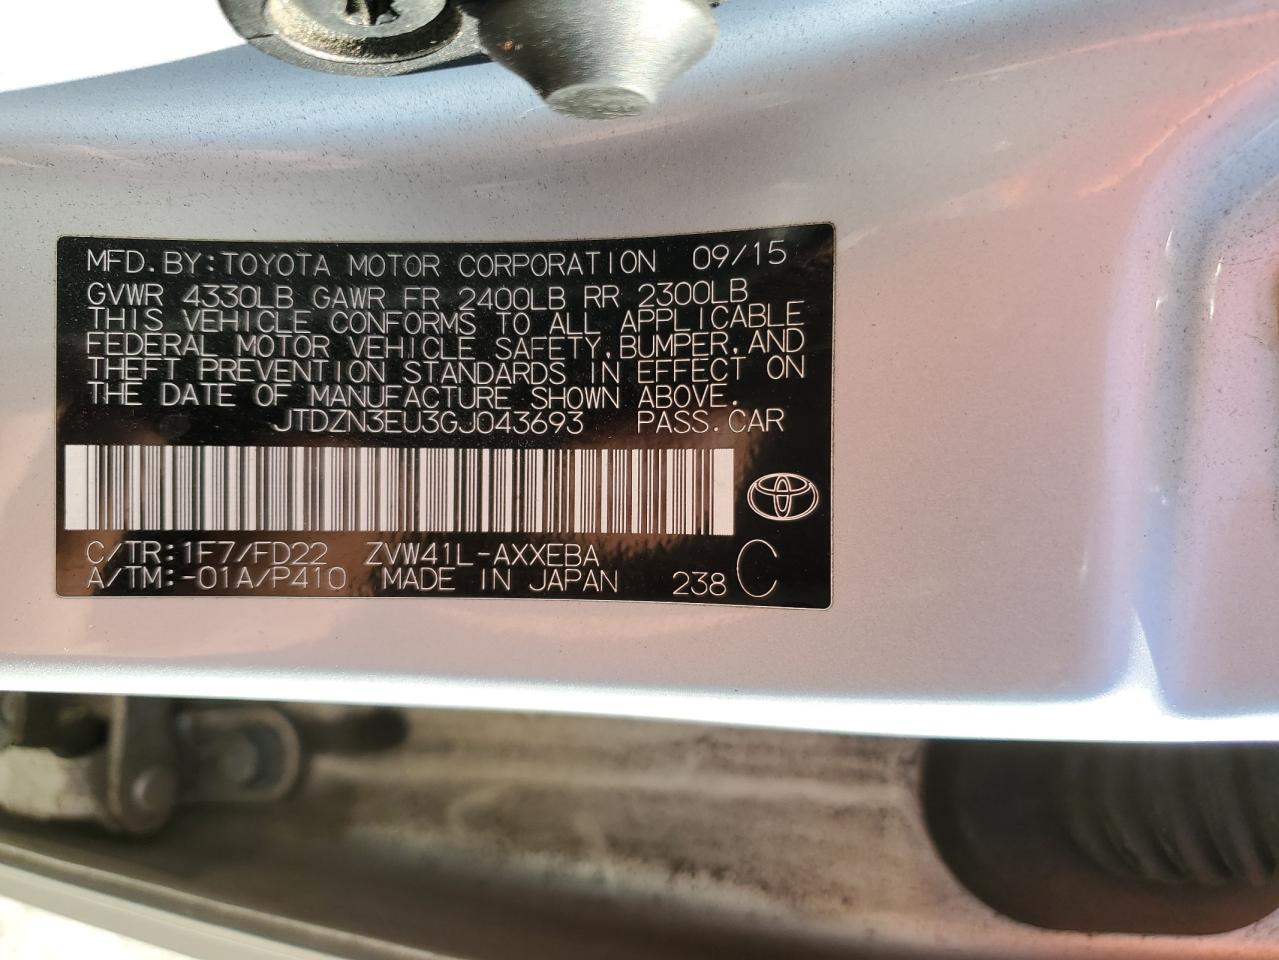 MFD.BY:TOYOTA MOTOR CORPORATION 09/15
GVWR 4330LB GAWR FR 2400LB RR 2300LB
THIS VEHICLE CONFORMS TO ALL APPLICABLE
FEDERAL MOTOR VEHICLE SAFETY,BUMPER,AND
THEFT PREVENTION STANDARDS IN EFFECT ON
THE DATE OF MANUFACTURE SHOWN ABOVE.
JTDZN3EU3GJ043693 PASS.CAR
C/TR:1F7/FD22 ZVW41L-AXXEBA
A/TM:-01A/P410 MADE IN JAPAN 238 C